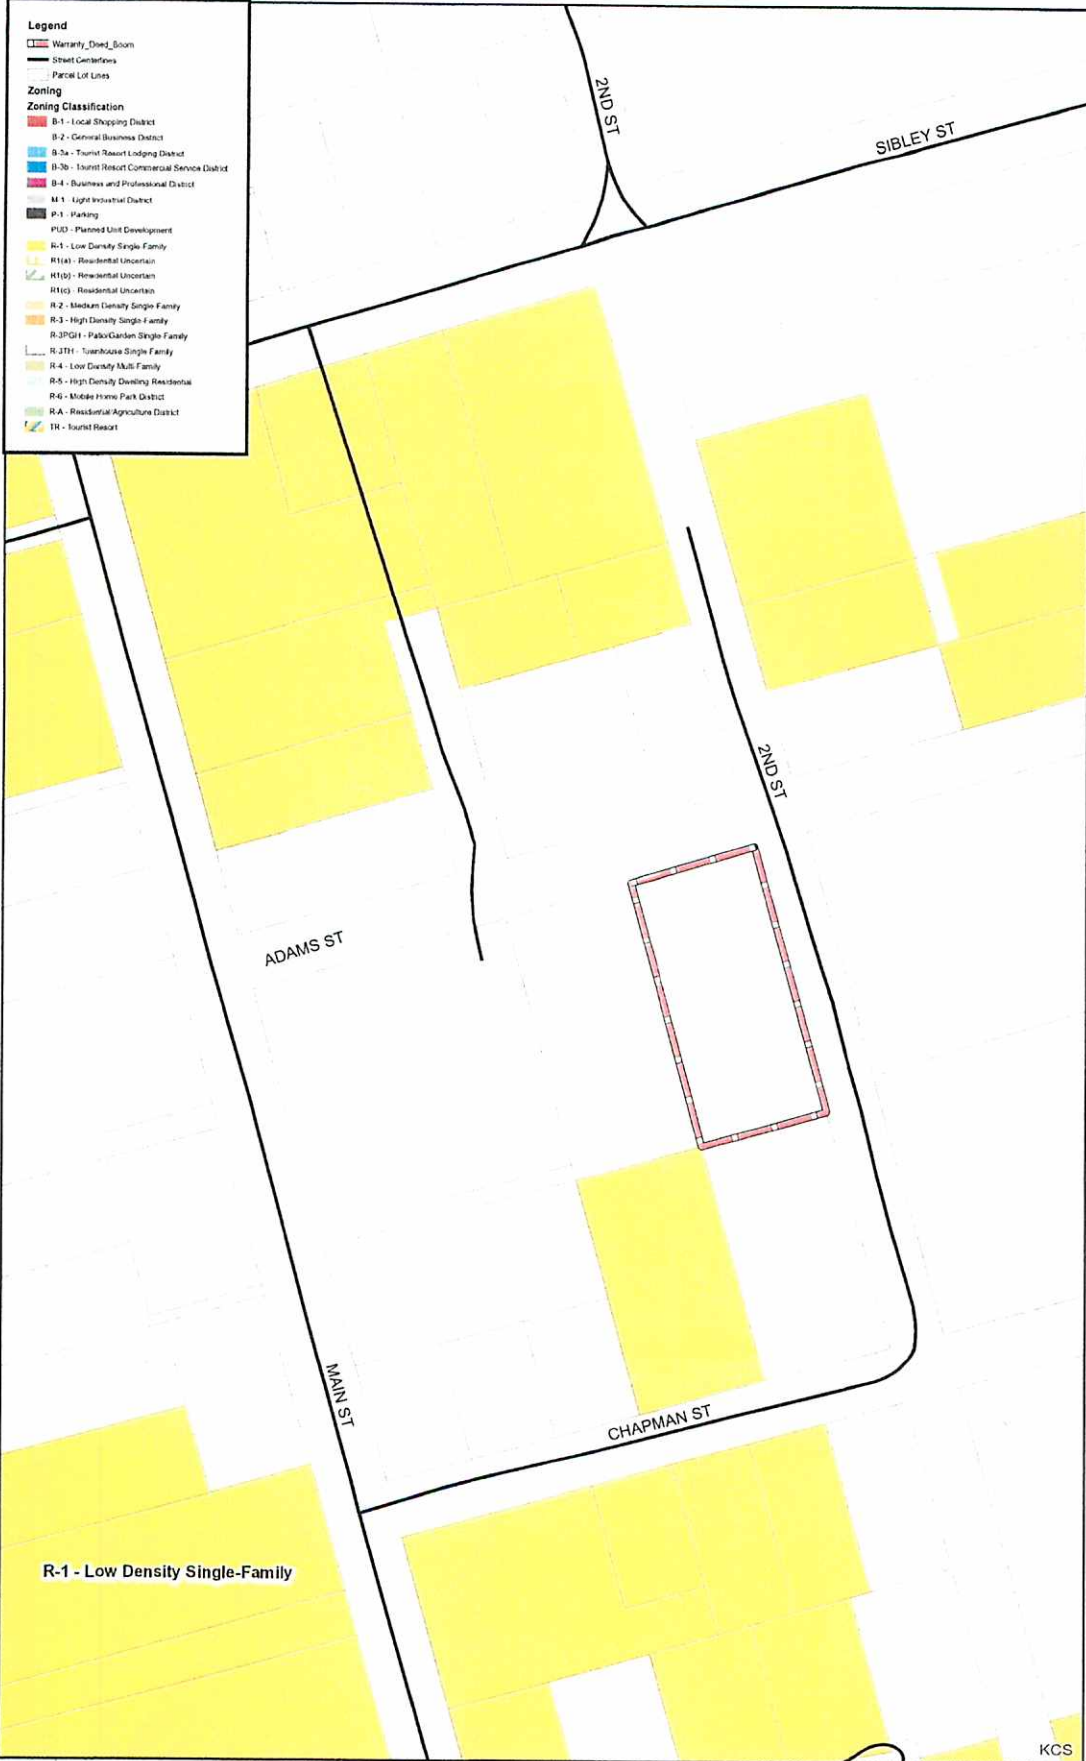 Legend
Warranty_Deed_Boom
Street Centerlines
Parcel Lot Lines
Zoning
Zoning Classification
B-1 - Local Shopping District
B-2 - General Business District
B-3a - Tourist Resort Lodging District
B-3b - Tourist Resort Commercial Service District
B-4 - Business and Professional District
M-1 - Light Industrial District
P-1 - Parking
PUD - Planned Unit Development
R-1 - Low Density Single-Family
R1(a) - Residential Uncertain
R1(b) - Residential Uncertain
R1(c) - Residential Uncertain
R-2 - Medium Density Single Family
R-3 - High Density Single-Family
R-3PGH - Patio/Garden Single-Family
R-3TH - Townhouse Single Family
R-4 - Low Density Multi-Family
R-5 - High Density Dwelling Residential
R-6 - Mobile Home Park District
R-A - Residential/Agriculture District
TR - Tourist Resort
2ND ST
SIBLEY ST
2ND ST
ADAMS ST
MAIN ST
CHAPMAN ST
R-1 - Low Density Single-Family
KCS